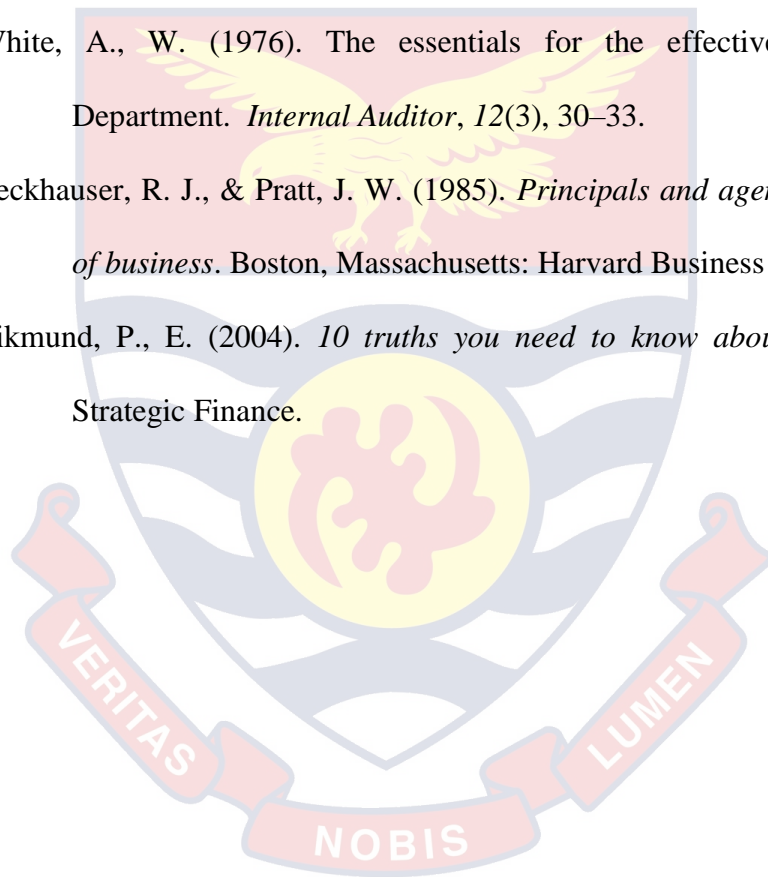 hite, A., W. (1976). The essentials for the effective
Department. Internal Auditor, 12(3), 30–33.
eckhauser, R. J., & Pratt, J. W. (1985). Principals and agen
of business. Boston, Massachusetts: Harvard Business
ikmund, P., E. (2004). 10 truths you need to know abou
Strategic Finance.
VERITAS
NOBIS
LUMEN